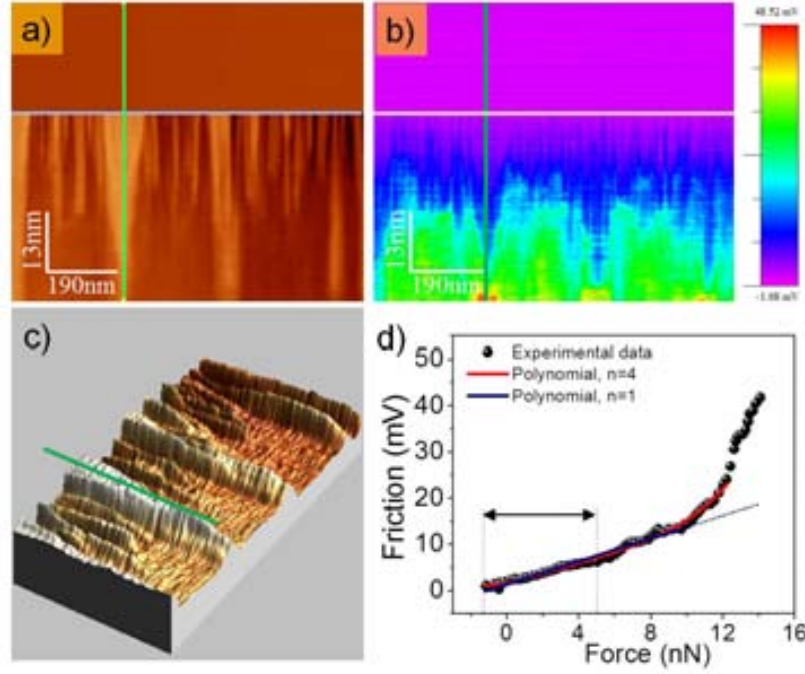 a)
13nm
190nm
b)
13nm
190nm
48.52 mV
-1.88 mV
c)
d)
Experimental data
Polynomial, n=4
Polynomial, n=1
Friction (mV)
50
40
30
20
10
0
0
4
8
12
16
Force (nN)